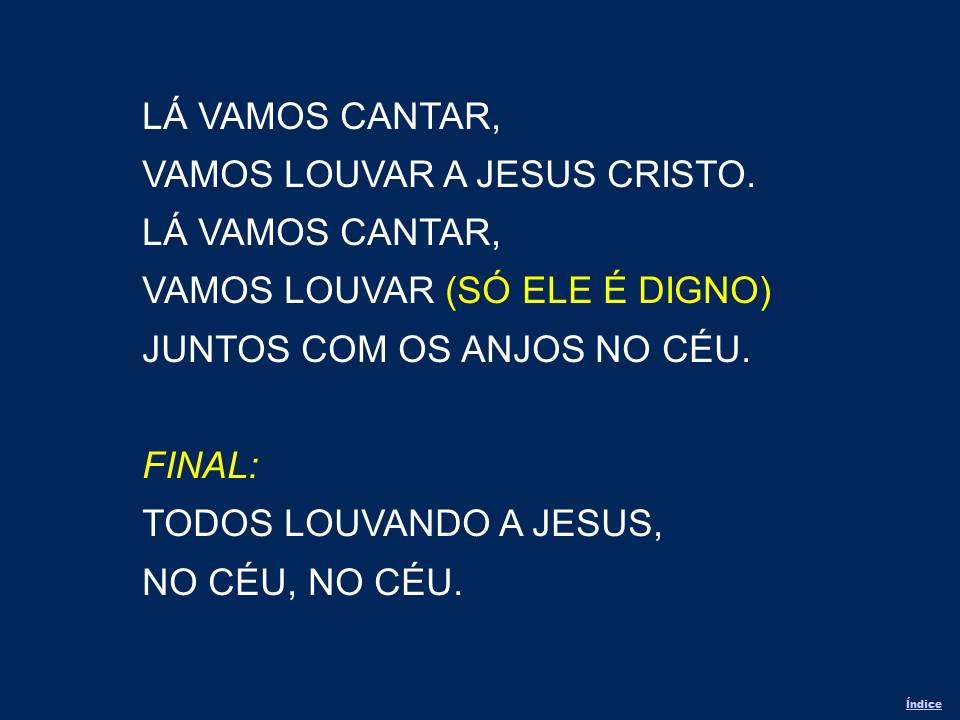 LÁ VAMOS CANTAR,
VAMOS LOUVAR A JESUS CRISTO.
LÁ VAMOS CANTAR,
VAMOS LOUVAR (SÓ ELE É DIGNO)
JUNTOS COM OS ANJOS NO CÉU.
FINAL:
TODOS LOUVANDO A JESUS,
NO CÉU, NO CÉU.
Índice